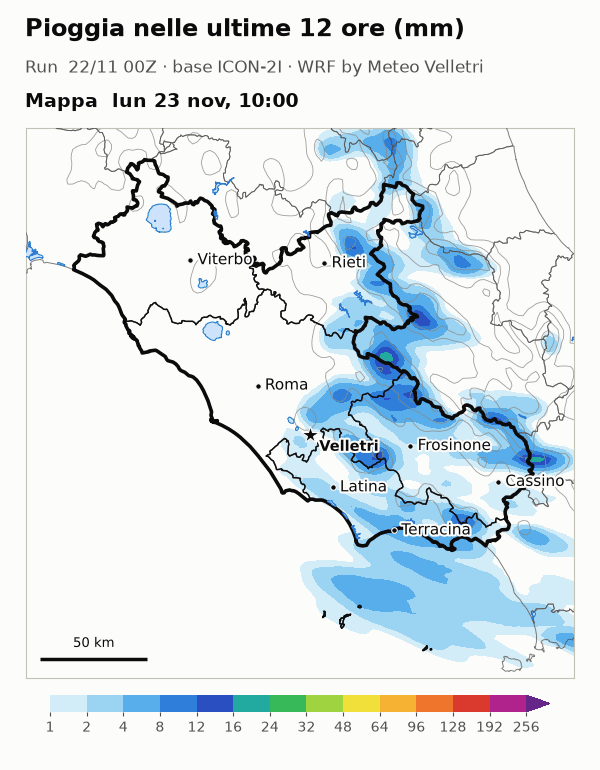 Pioggia nelle ultime 12 ore (mm)
Run 22/11 00Z · base ICON-2I · WRF by Meteo Velletri
Mappa lun 23 nov, 10:00
Viterbo
Rieti
Roma
Velletri
Frosinone
Cassino
Latina
Terracina
50 km
1 2 4 8 12 16 24 32 48 64 96 128 192 256